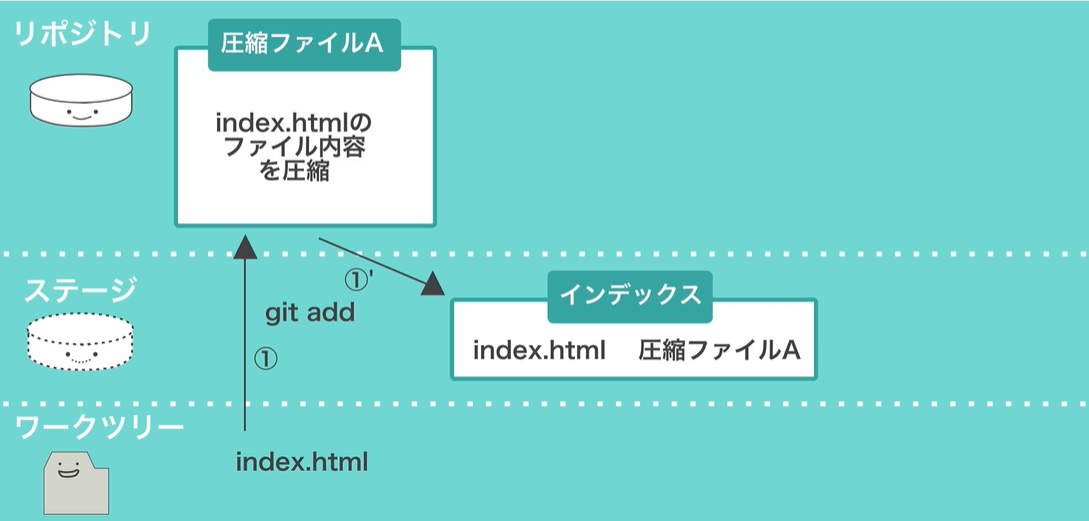 リポジトリ
圧縮ファイルA
index.htmlの
ファイル内容
を圧縮
①'
ステージ
git add
①
インデックス
index.html 圧縮ファイルA
ワークツリー
index.html